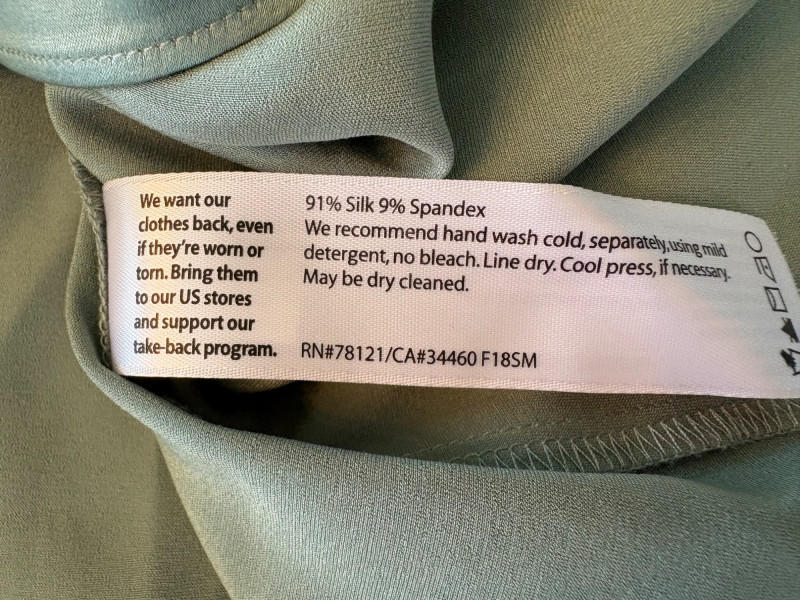 We want our
clothes back, even
if they're worn or
torn. Bring them
to our US stores
and support our
take-back program.
91% Silk 9% Spandex
We recommend hand wash cold, separately, using mild
detergent, no bleach. Line dry. Cool press, if necessary.
May be dry cleaned.
RN#78121/CA#34460 F18SM